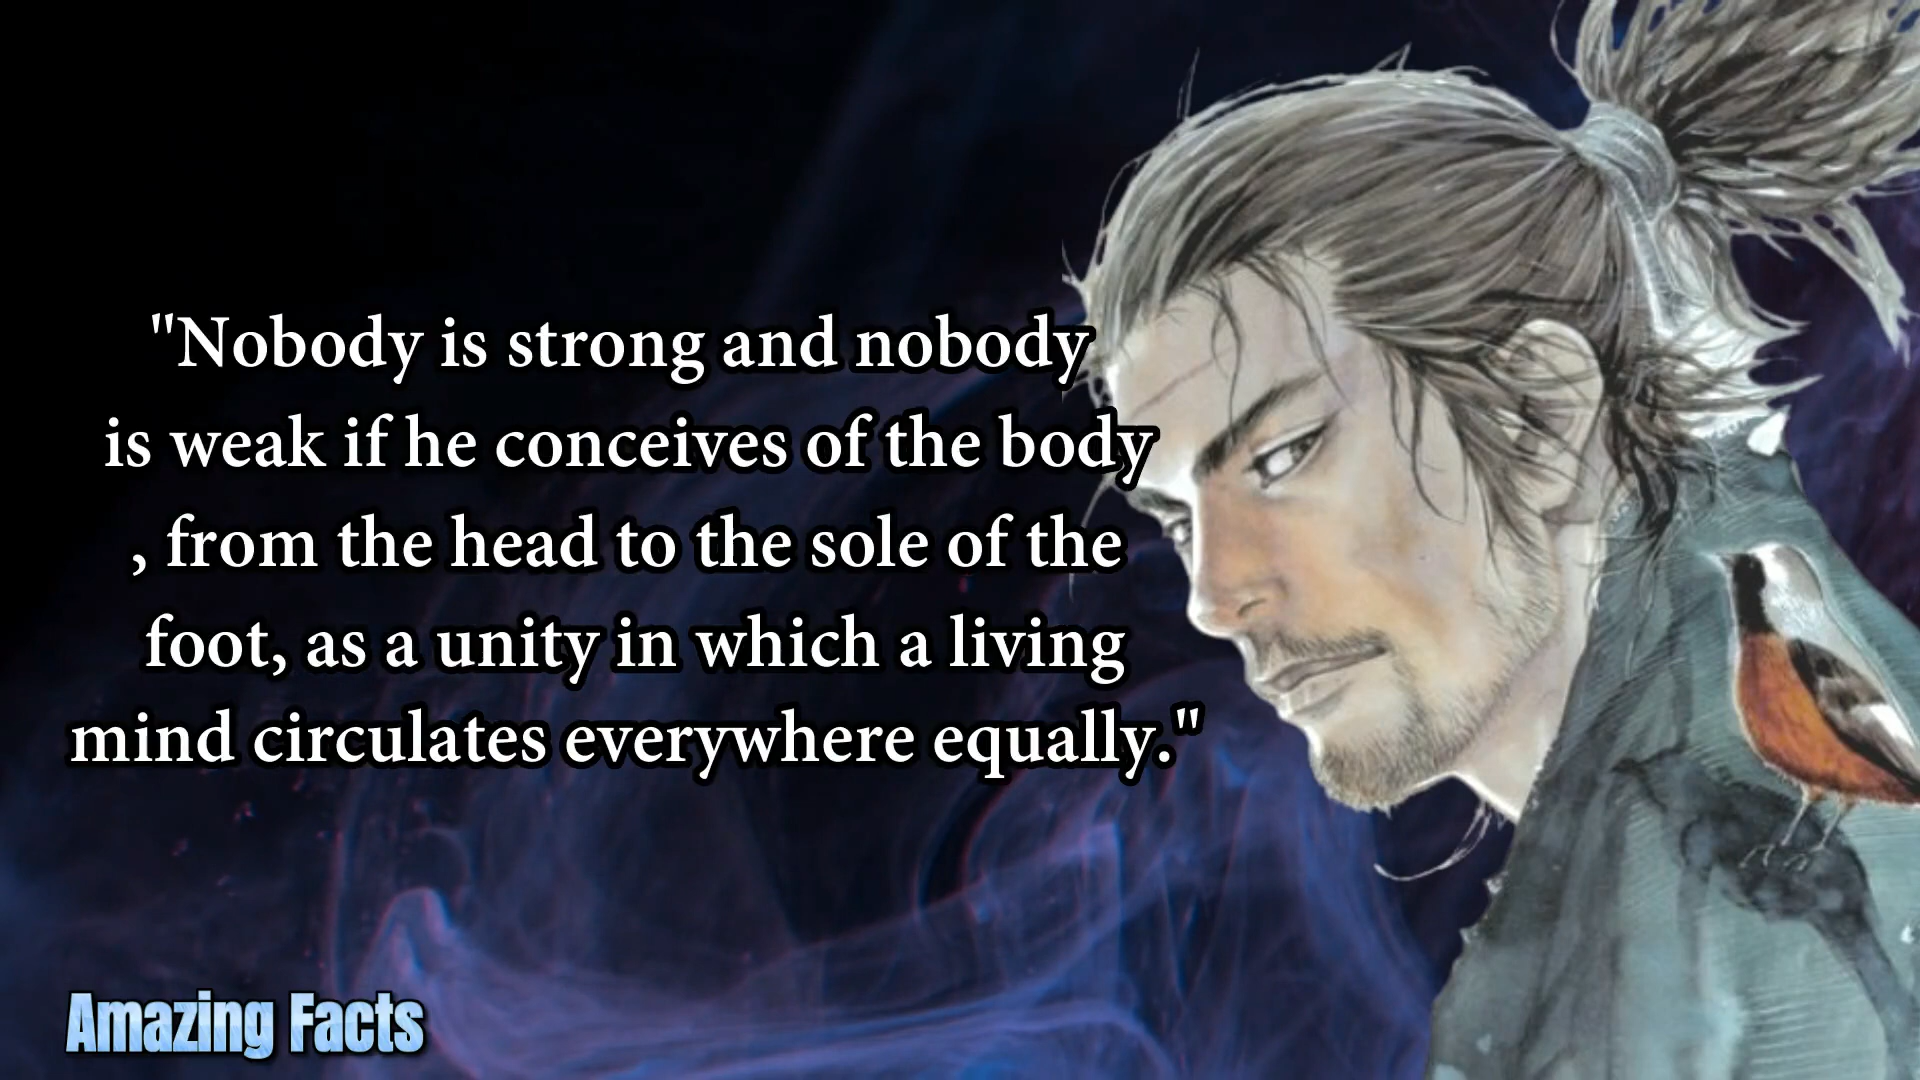 "Nobody is strong and nobody
is weak if he conceives of the body
, from the head to the sole of the
foot, as a unity in which a living
mind circulates everywhere equally."
Amazing Facts